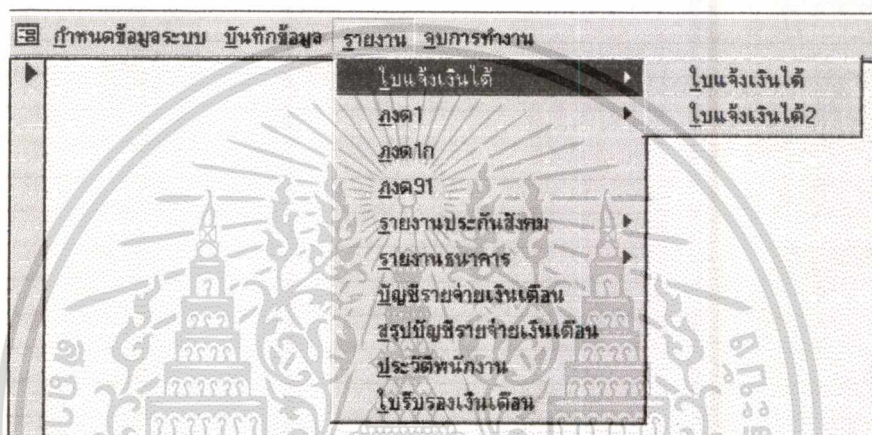 กำหนดข้อมูลระบบ บันทึกข้อมูล รายงาน จบการทำงาน
ใบแจ้งเงินได้
ใบแจ้งเงินได้
ใบแจ้งเงินได้2
ภงด1
ภงด1ก
ภงด91
รายงานประกันสังคม
รายงานธนาคาร
บัญชีรายจ่ายเงินเดือน
สรุปบัญชีรายจ่ายเงินเดือน
ประวัติพนักงาน
ใบรับรองเงินเดือน